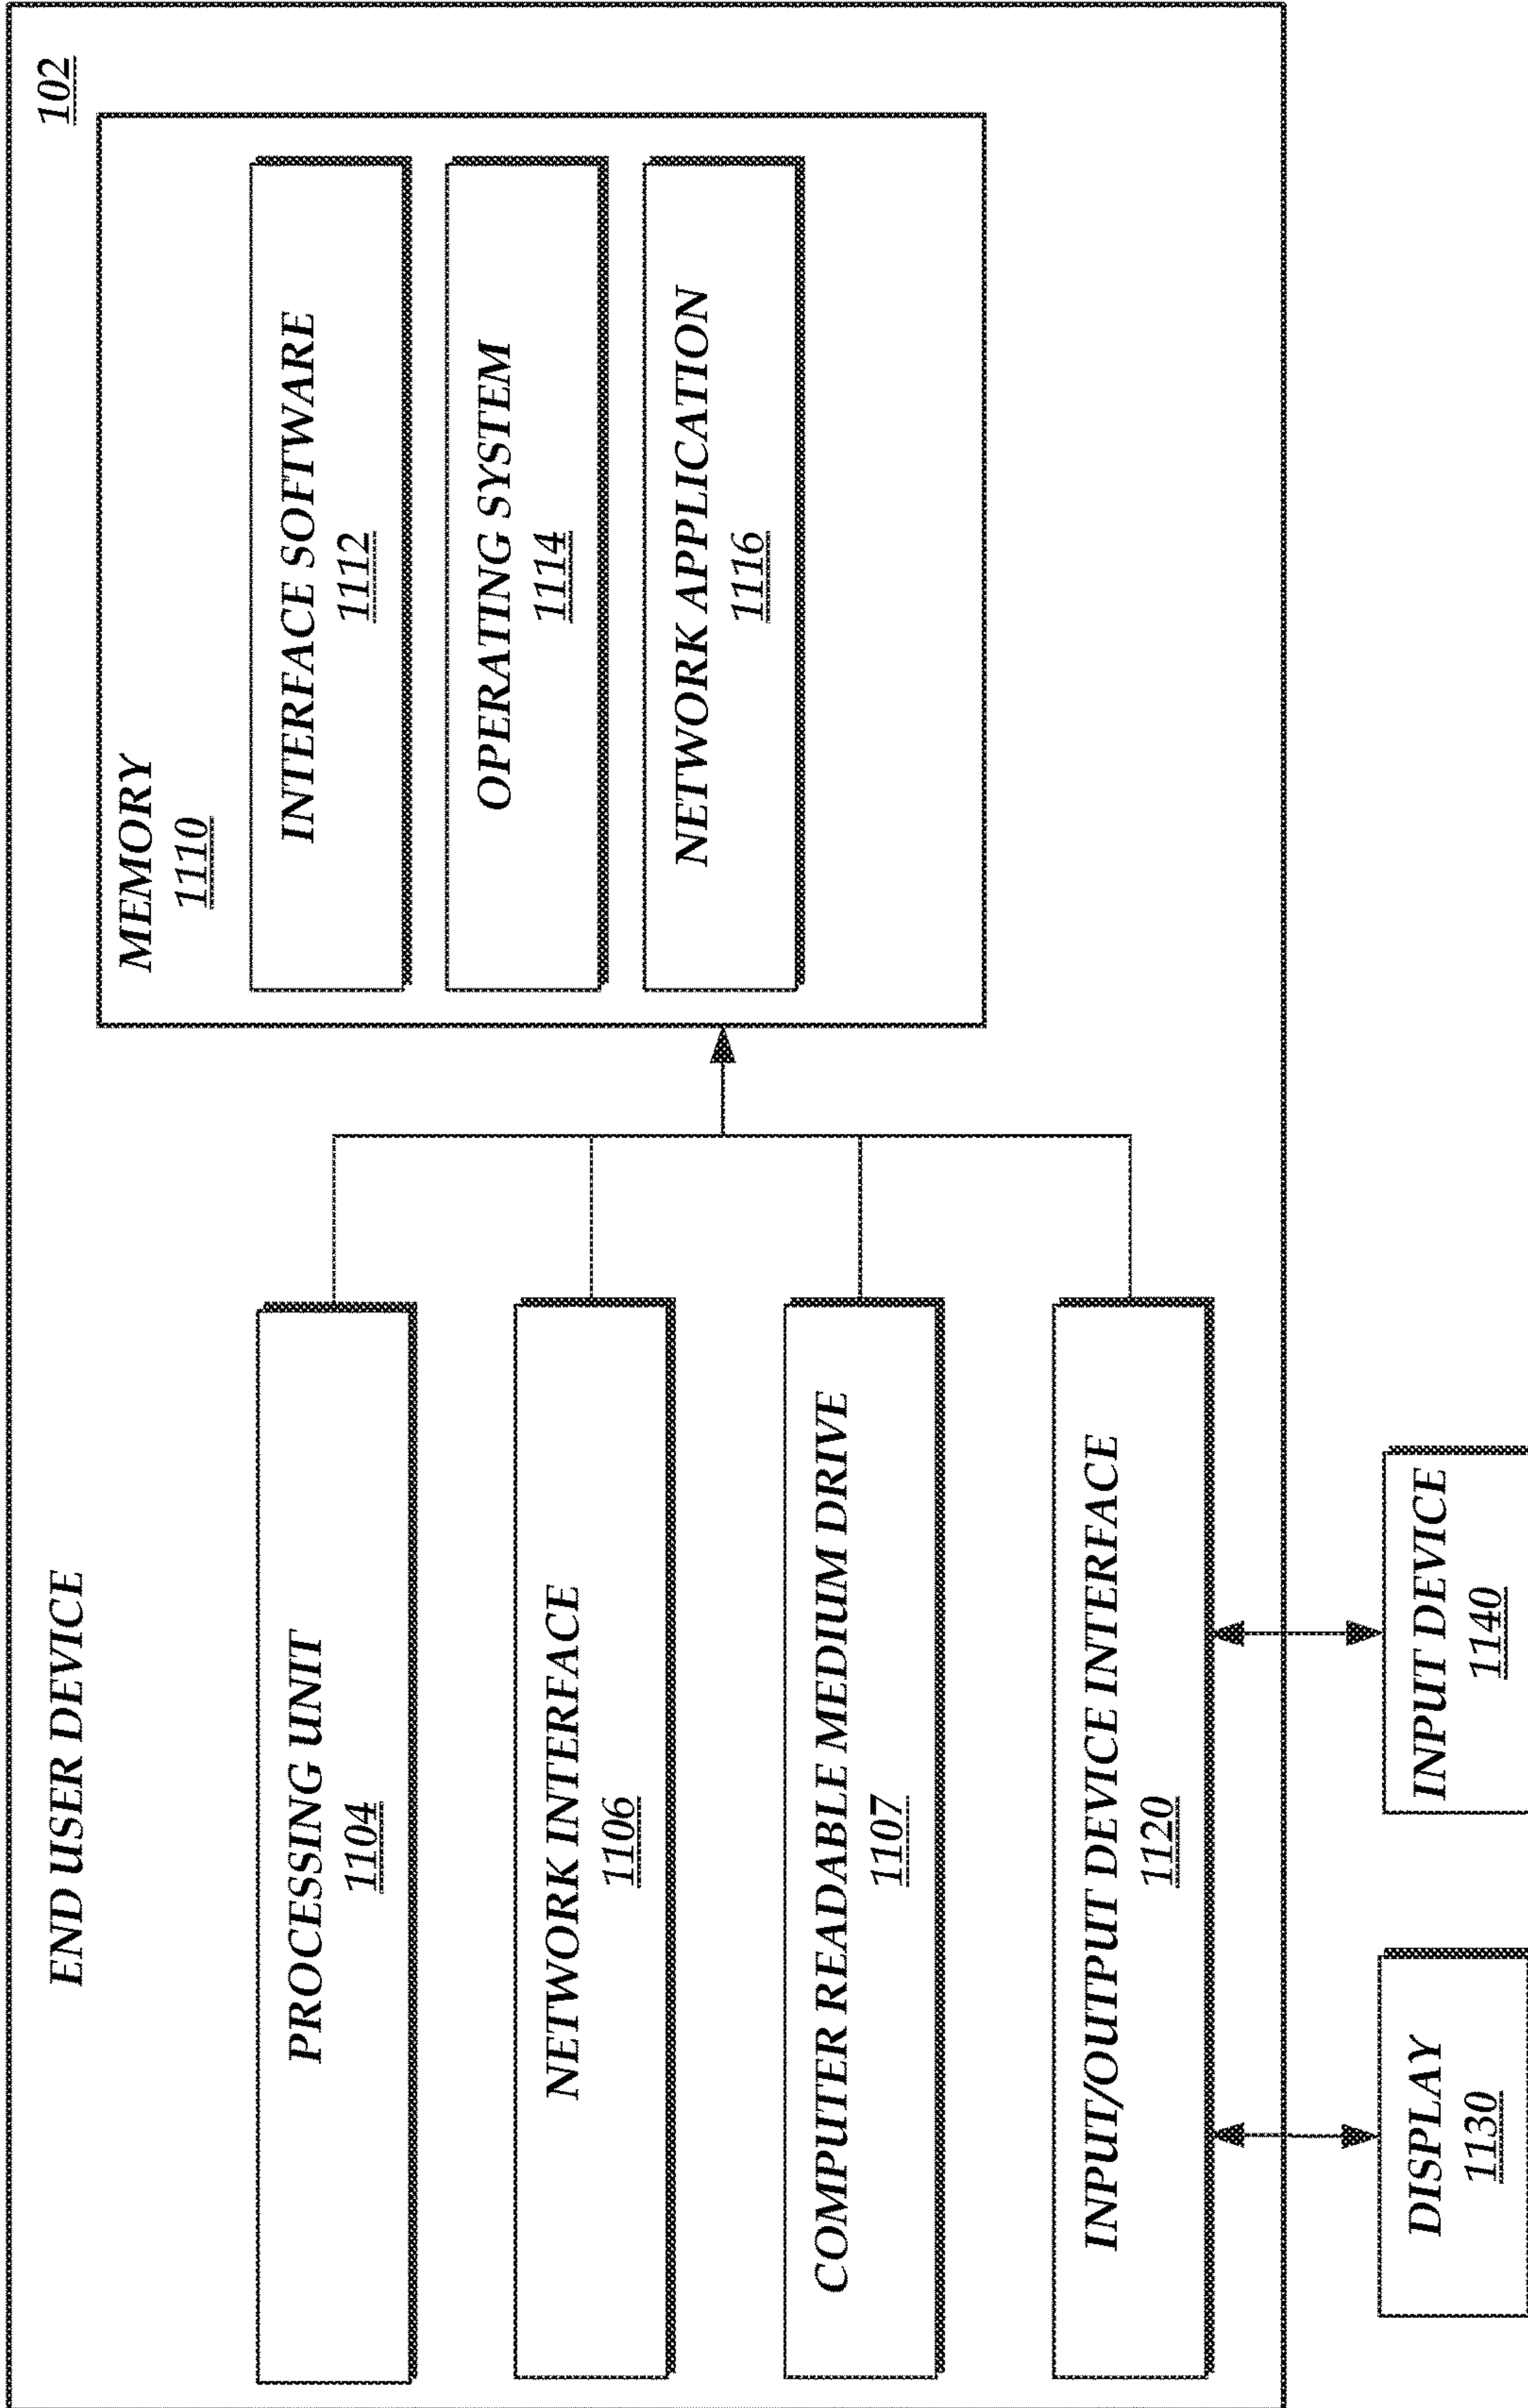 END USER DEVICE
102
PROCESSING UNIT
1104
NETWORK INTERFACE
1106
COMPUTER READABLE MEDIUM DRIVE
1107
INPUT/OUTPUT DEVICE INTERFACE
1120
MEMORY
1110
INTERFACE SOFTWARE
1112
OPERATING SYSTEM
1114
NETWORK APPLICATION
1116
DISPLAY
1130
INPUT DEVICE
1140